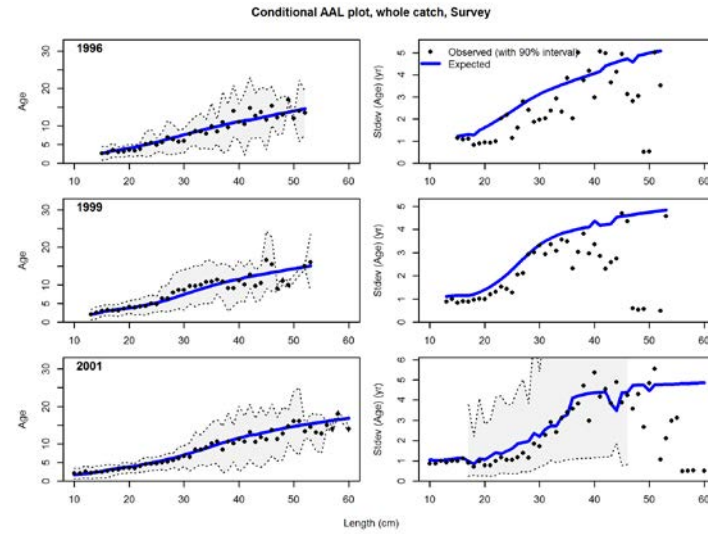 Conditional AAL plot, whole catch, Survey
1996
Age
0 5 10 20 30
10 20 30 40 50 60
Observed (with 90% interval)
Expected
Stdev (Age) (yr)
0 1 2 3 4 5
10 20 30 40 50 60
1999
Age
0 5 10 20 30
10 20 30 40 50 60
Stdev (Age) (yr)
0 1 2 3 4 5
10 20 30 40 50 60
2001
Age
0 5 10 20 30
10 20 30 40 50 60
Stdev (Age) (yr)
0 1 2 3 4 5 6
10 20 30 40 50 60
Length (cm)